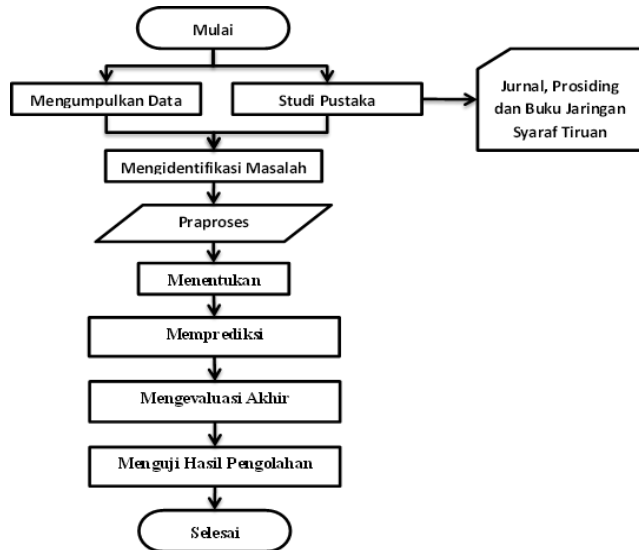 Mulai
Mengumpulkan Data
Studi Pustaka
Jurnal, Prosiding
dan Buku Jaringan
Syaraf Tiruan
Mengidentifikasi Masalah
Praproses
Menentukan
Memprediksi
Mengevaluasi Akhir
Menguji Hasil Pengolahan
Selesai